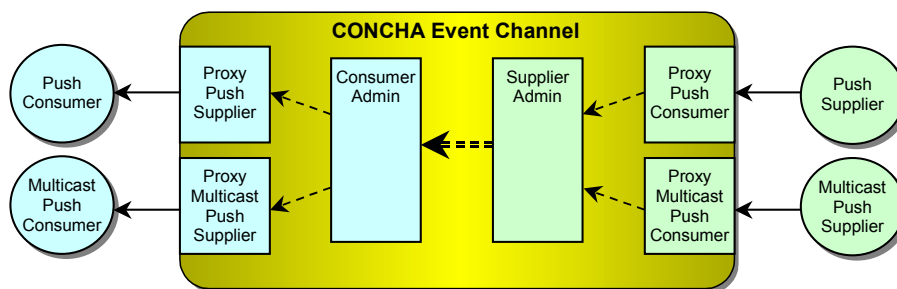 CONCHA Event Channel
Push
Consumer
Proxy
Push
Supplier
Consumer
Admin
Supplier
Admin
Proxy
Push
Consumer
Push
Supplier
Multicast
Push
Consumer
Proxy
Multicast
Push
Supplier
Proxy
Multicast
Push
Consumer
Multicast
Push
Supplier